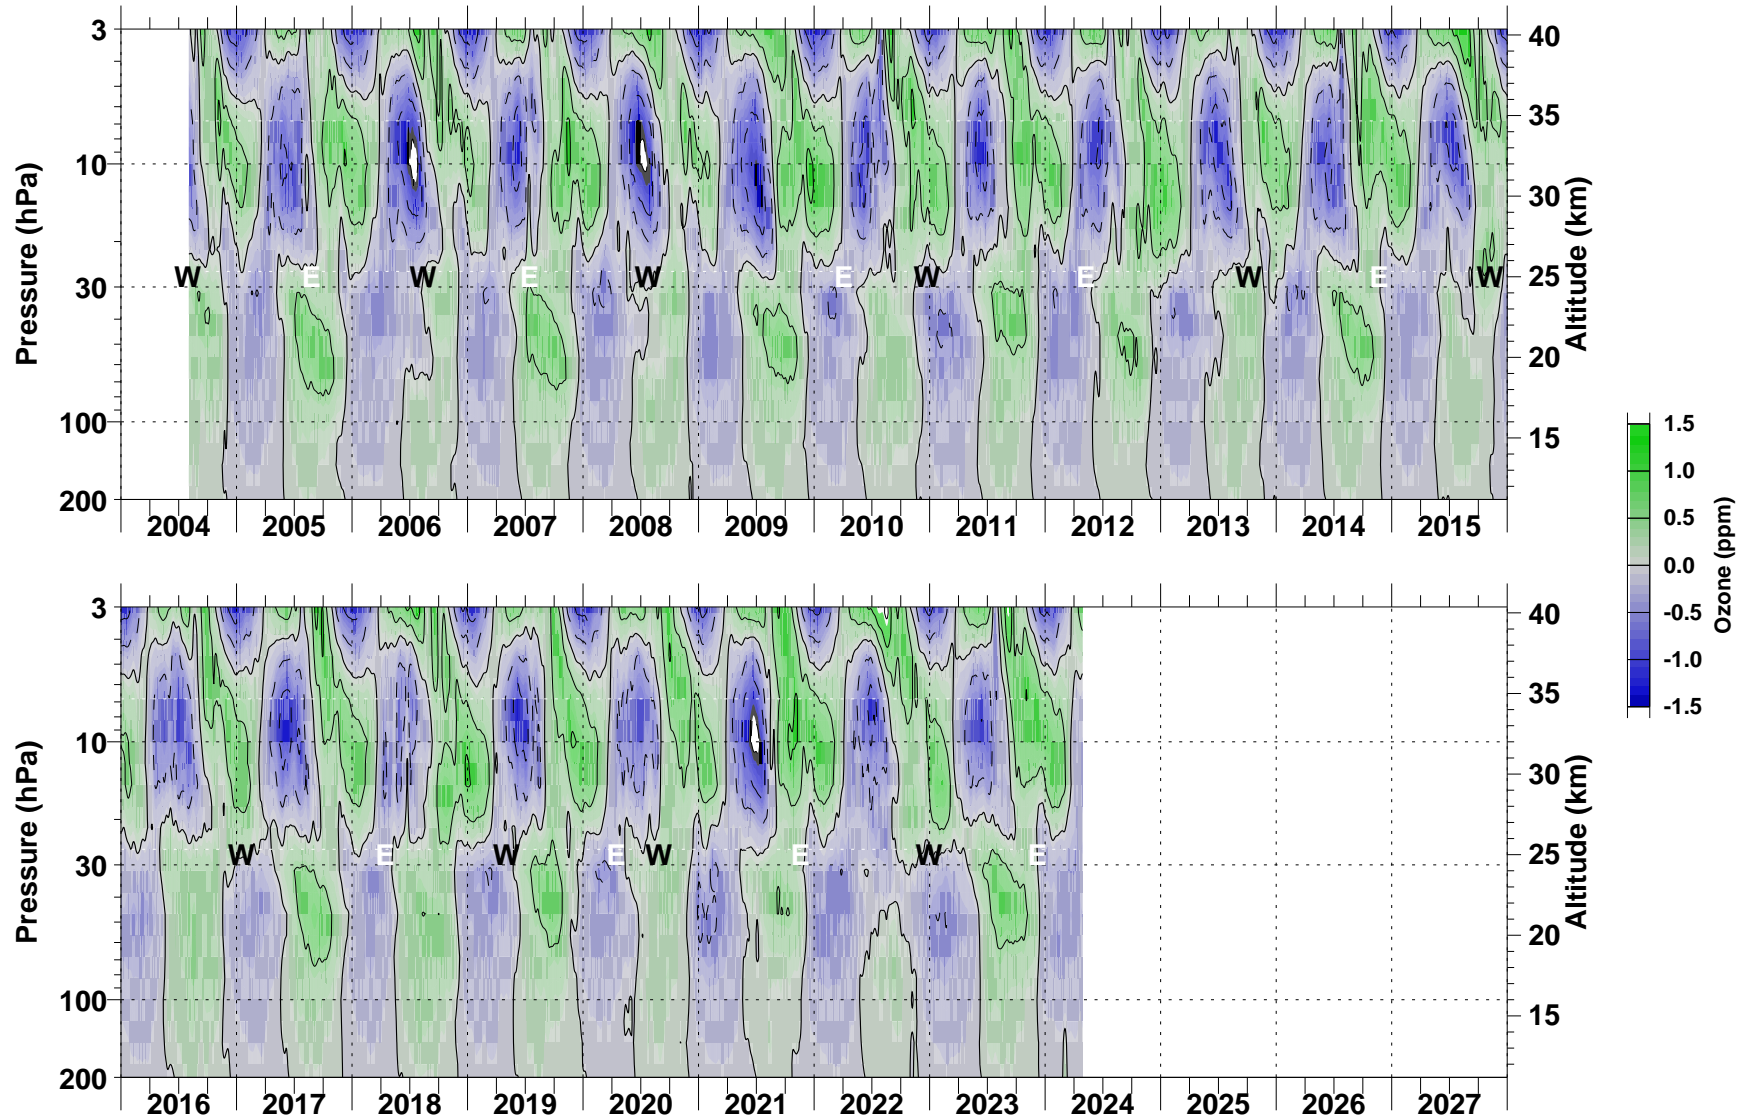 3 40
35
10
30
W E W E W E W E W E W 25
30
20
100
15
200
Pressure (hPa)
Altitude (km)
2004 2005 2006 2007 2008 2009 2010 2011 2012 2013 2014 2015
1.5
1.0
0.5
0.0
-0.5
-1.0
-1.5
Ozone (ppm)
3 40
35
10
30
W E W E W E W E 25
30
20
100
15
200
Pressure (hPa)
Altitude (km)
2016 2017 2018 2019 2020 2021 2022 2023 2024 2025 2026 2027